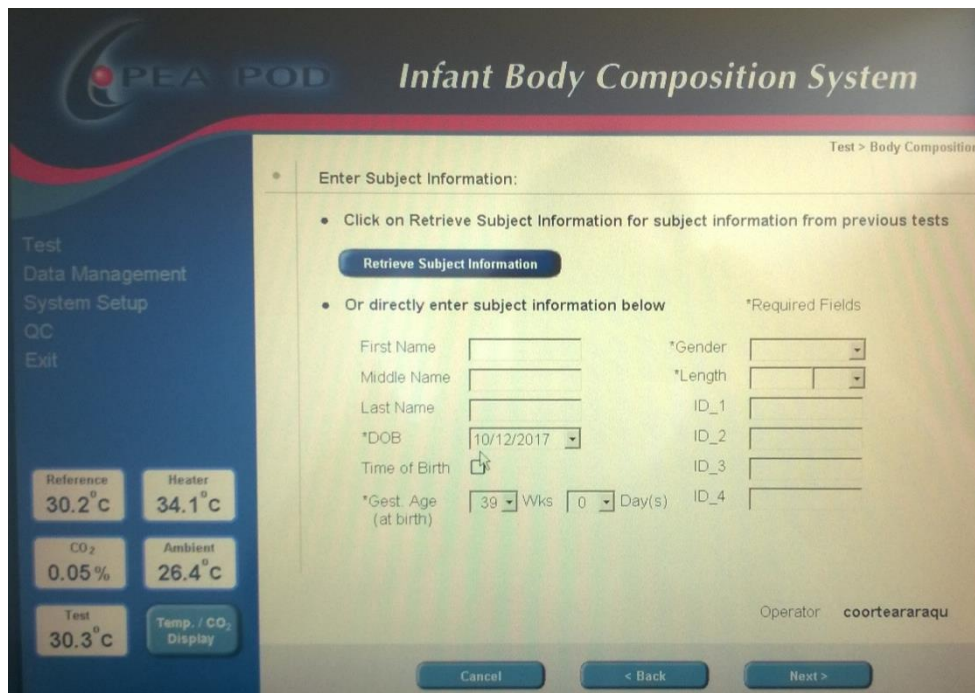 PEA POD
Infant Body Composition System
Test > Body Composition
Enter Subject Information:
• Click on Retrieve Subject Information for subject information from previous tests
Retrieve Subject Information
• Or directly enter subject information below
*Required Fields
First Name
Middle Name
Last Name
*DOB 10/12/2017
Time of Birth
*Gest. Age 39 Wks 0 Day(s)
(at birth)
*Gender
*Length
ID_1
ID_2
ID_3
ID_4
Operator coorteararaqu
Cancel
< Back
Next >
Test
Data Management
System Setup
QC
Exit
Reference
30.2°C
Heater
34.1°C
CO2
0.05%
Ambient
26.4°C
Test
30.3°C
Temp. / CO2
Display